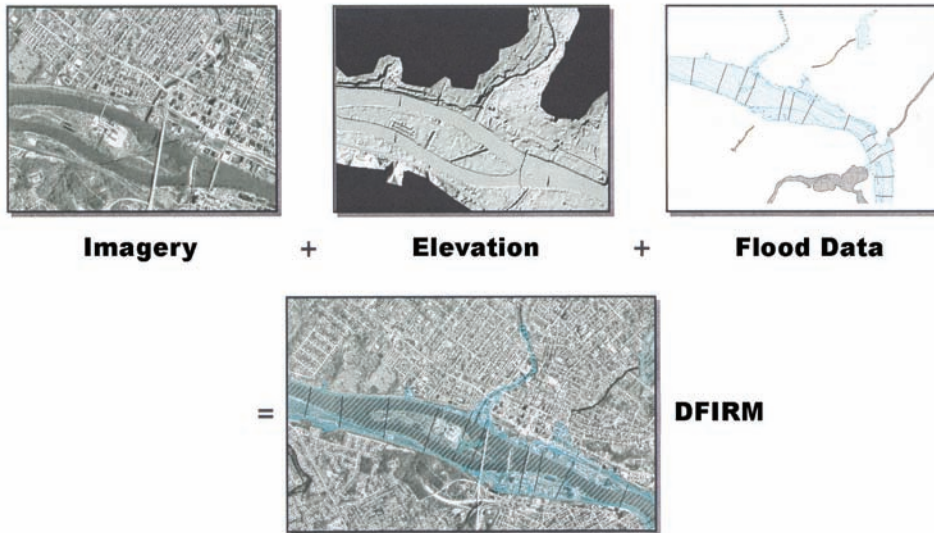 Imagery + Elevation + Flood Data
= DFIRM